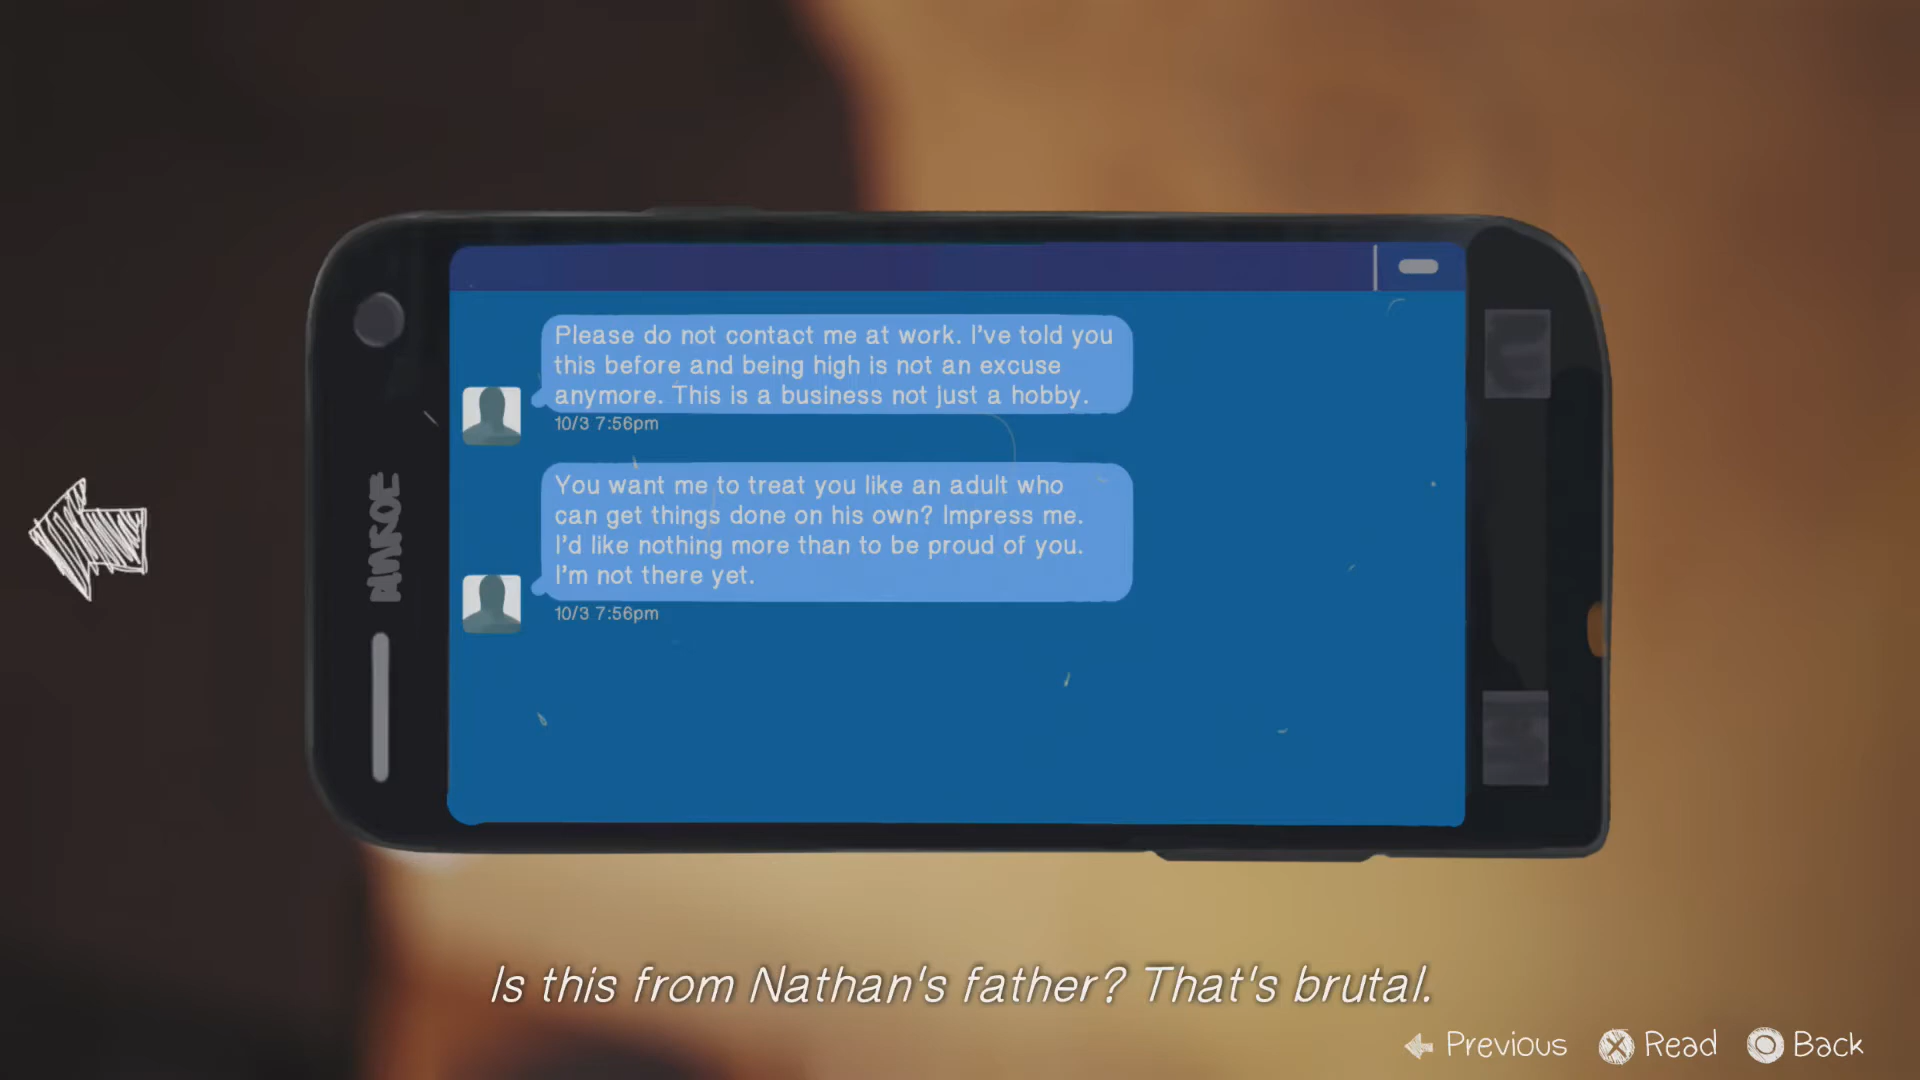 Please do not contact me at work. I've told you
this before and being high is not an excuse
anymore. This is a business not just a hobby.
10/3 7:56pm
You want me to treat you like an adult who
can get things done on his own? Impress me.
I'd like nothing more than to be proud of you.
I'm not there yet.
10/3 7:56pm
Is this from Nathan's father? That's brutal.
Previous Read Back